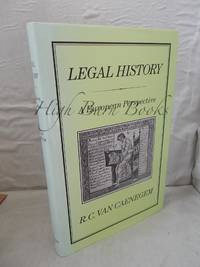 LEGAL HISTORY
A European Perspective
High Barn Books
R.C. VAN CAENEGEM